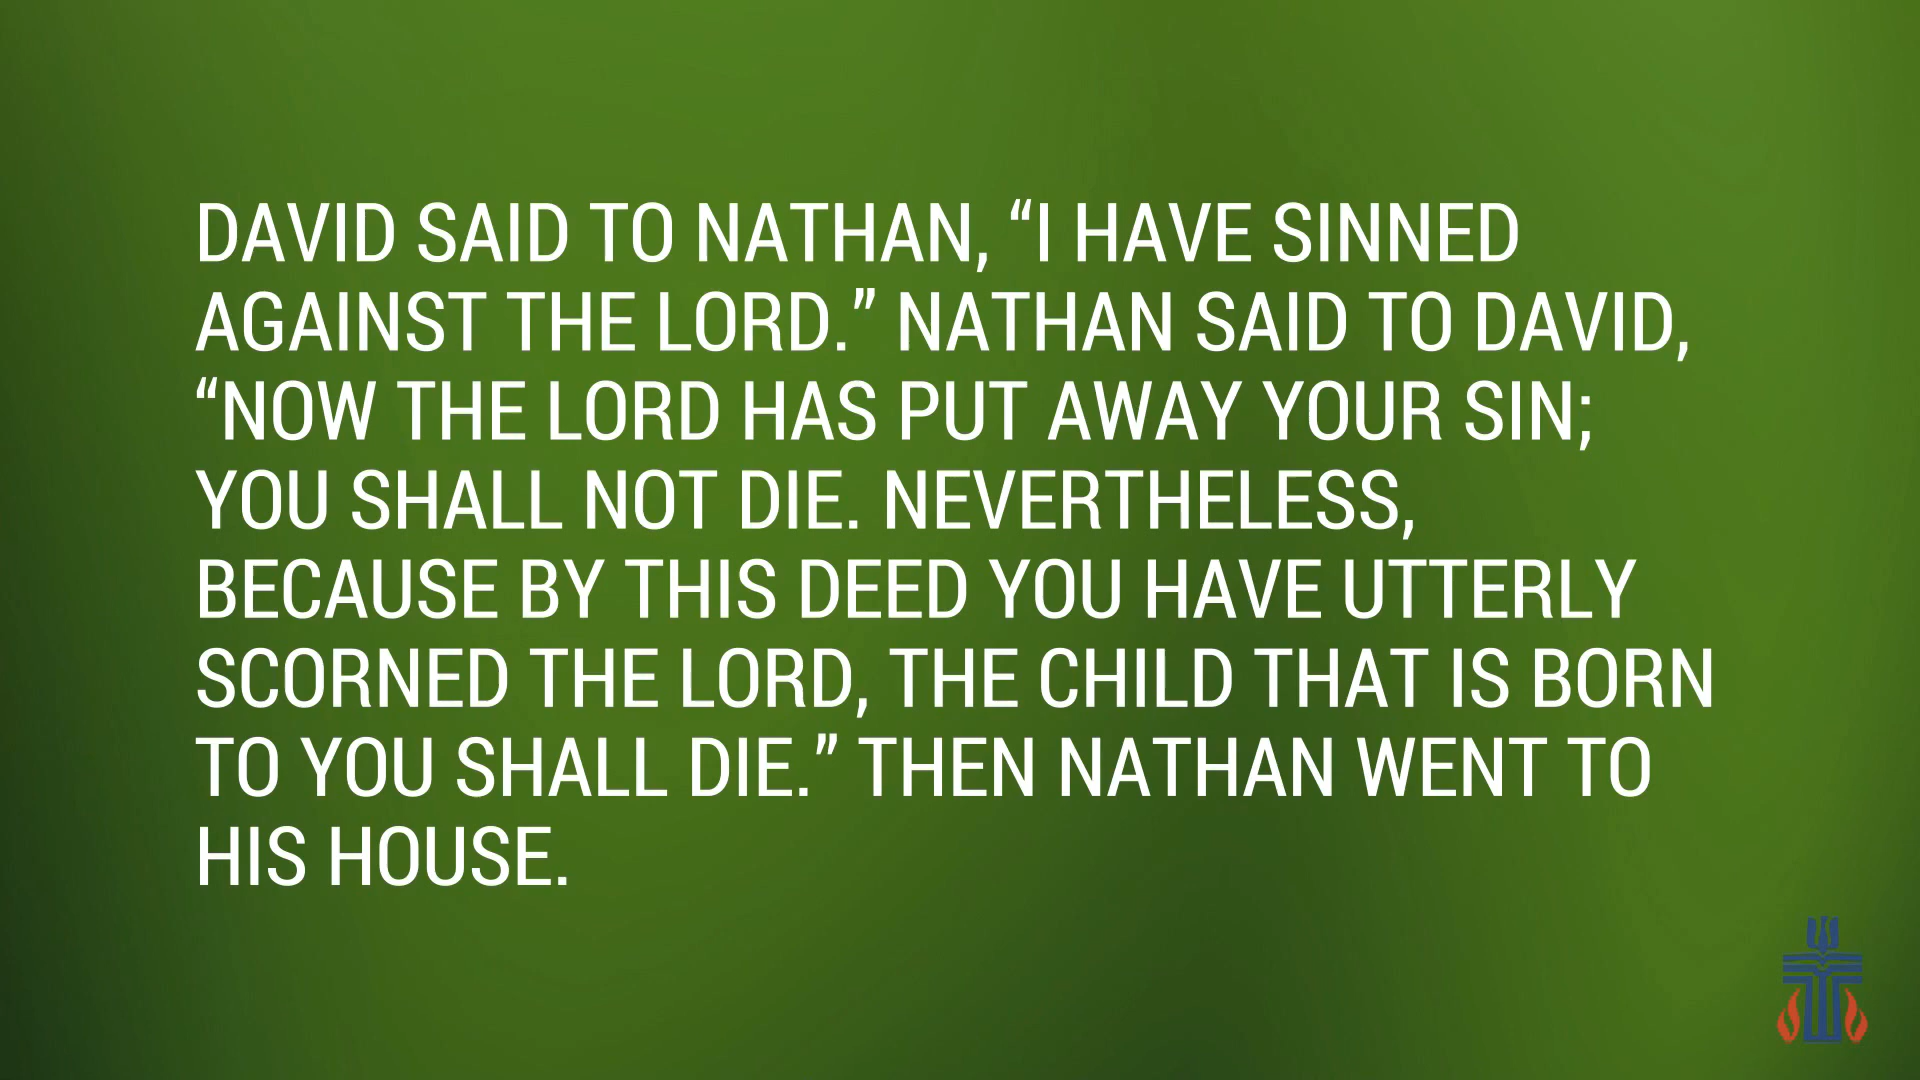 DAVID SAID TO NATHAN, “I HAVE SINNED
AGAINST THE LORD.” NATHAN SAID TO DAVID,
“NOW THE LORD HAS PUT AWAY YOUR SIN;
YOU SHALL NOT DIE. NEVERTHELESS,
BECAUSE BY THIS DEED YOU HAVE UTTERLY
SCORNED THE LORD, THE CHILD THAT IS BORN
TO YOU SHALL DIE.” THEN NATHAN WENT TO
HIS HOUSE.